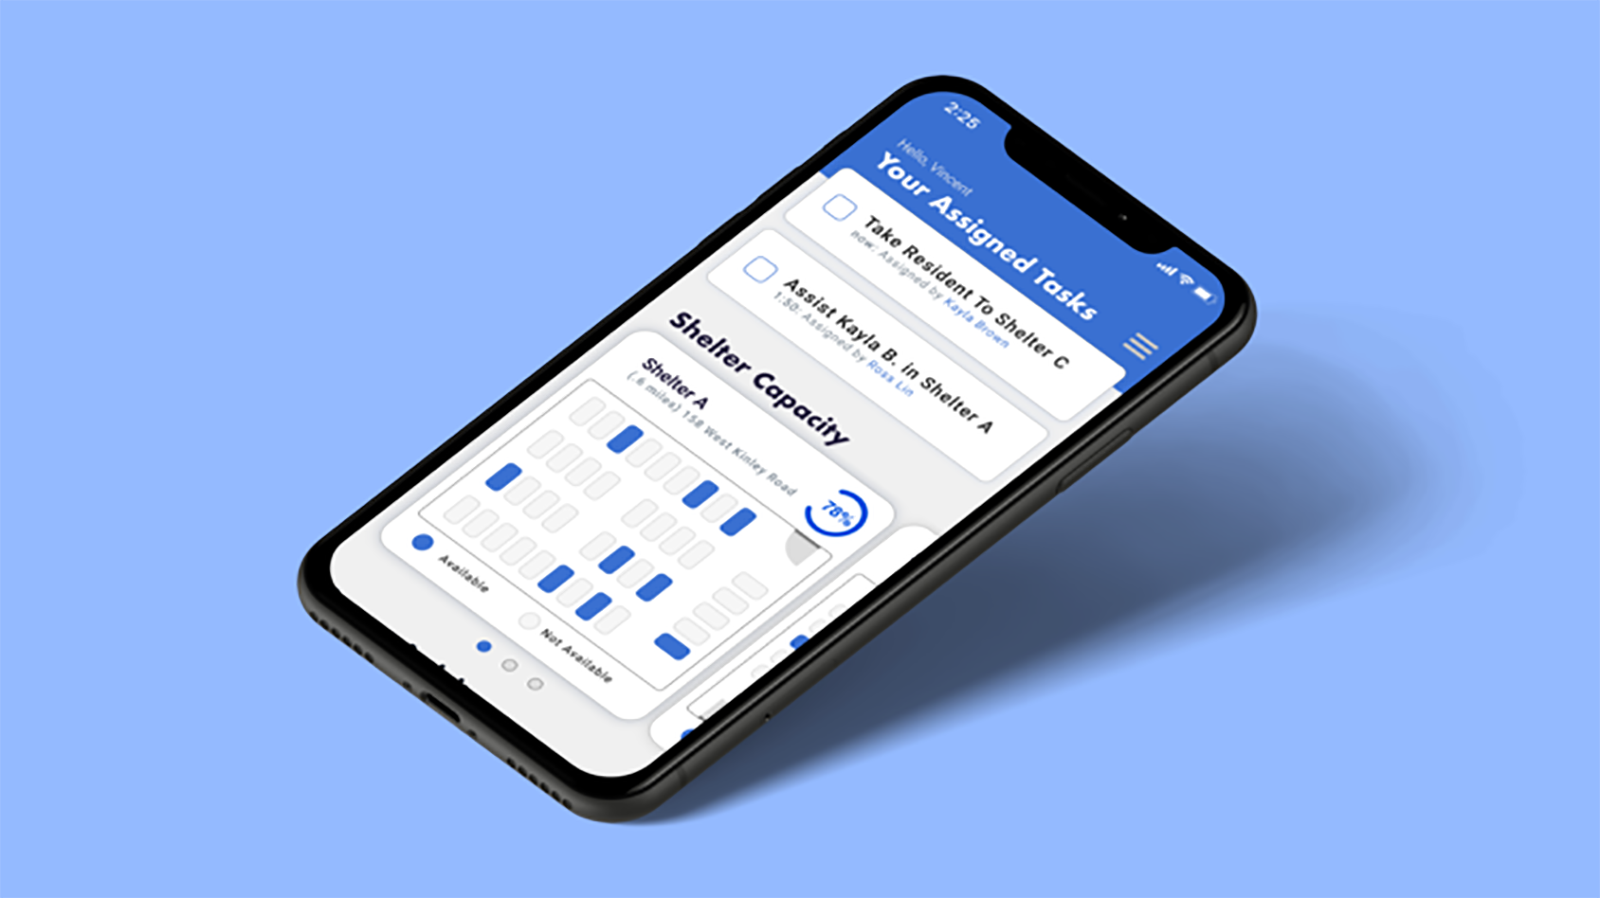 2:25
Hello, Vincent
Your Assigned Tasks
Take Resident To Shelter C
now: Assigned by Kayla Brown
Assist Kayla B. in Shelter A
1:50: Assigned by Rosa Lin
Shelter Capacity
Shelter A
(.6 miles) 158 West Kinley Road
78%
Available
Not Available